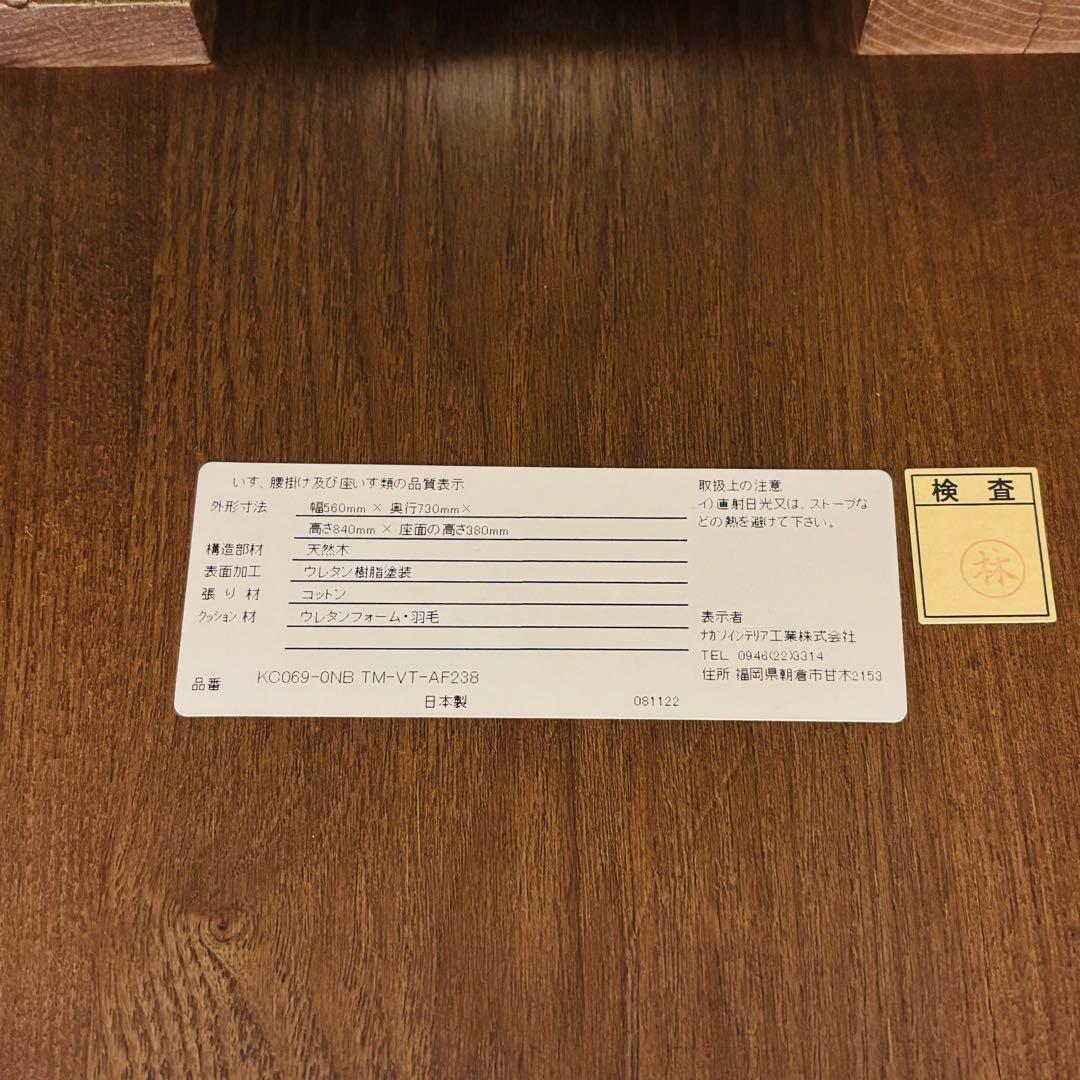 いす、腰掛け及び座いす類の品質表示
外形寸法 幅560mm × 奥行730mm×
高さ840mm × 座面の高さ380mm
構造部材 天然木
表面加工 ウレタン樹脂塗装
張り材 コットン
クッション材 ウレタンフォーム・羽毛
品番 KC069-0NB TM-VT-AF238
日本製 081122
取扱上の注意
イ)直射日光又は、ストーブな
どの熱を避けて下さい。
表示者
ナガノインテリア工業株式会社
TEL 0946(22)3314
住所 福岡県朝倉市甘木2153
検査
林